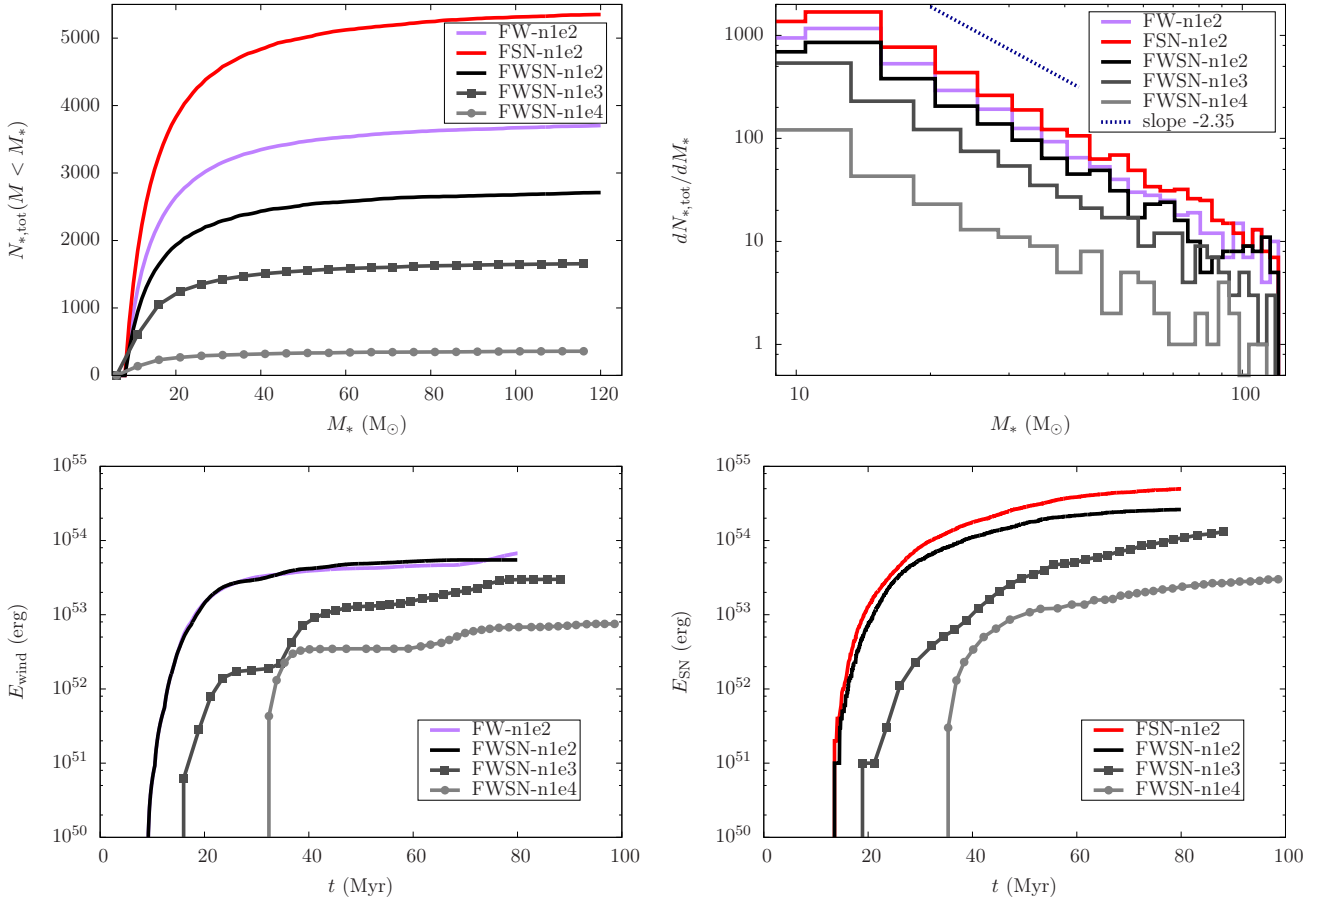 5000
4000
3000
2000
1000
0
20
40
60
80
100
120
N*,tot(M < M*)
M* (M⊙)
FW-n1e2
FSN-n1e2
FWSN-n1e2
FWSN-n1e3
FWSN-n1e4
1000
100
10
1
10
100
dN*,tot/dM*
M* (M⊙)
FW-n1e2
FSN-n1e2
FWSN-n1e2
FWSN-n1e3
FWSN-n1e4
slope -2.35
10^55
10^54
10^53
10^52
10^51
10^50
0
20
40
60
80
100
E_wind (erg)
t (Myr)
FW-n1e2
FWSN-n1e2
FWSN-n1e3
FWSN-n1e4
10^55
10^54
10^53
10^52
10^51
10^50
0
20
40
60
80
100
E_SN (erg)
t (Myr)
FSN-n1e2
FWSN-n1e2
FWSN-n1e3
FWSN-n1e4